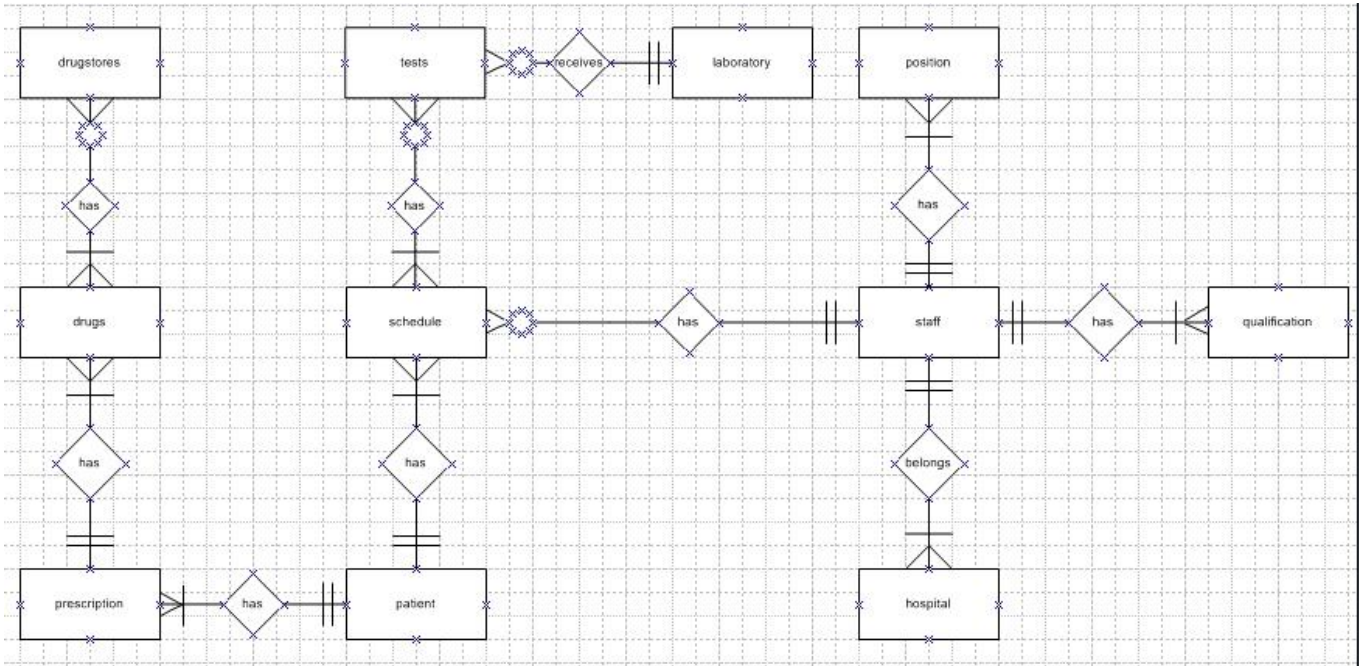 drugstores
tests
receives
laboratory
position
has
has
has
drugs
schedule
has
staff
has
qualification
has
has
belongs
prescription
has
patient
hospital